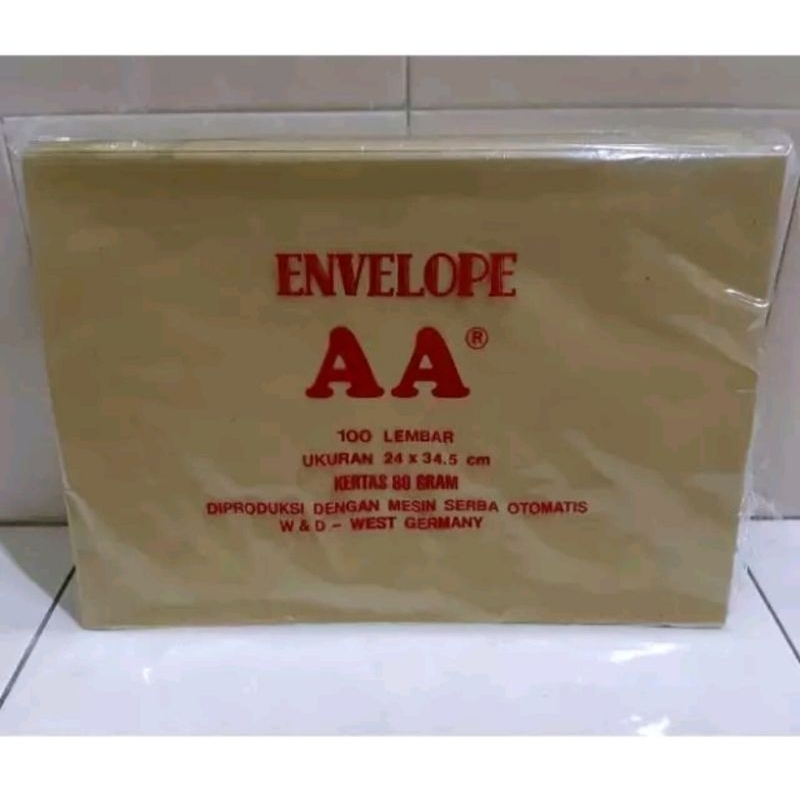 ENVELOPE
AA®
100 LEMBAR
UKURAN 24 x 34.5 cm
KERTAS 80 GRAM
DIPRODUKSI DENGAN MESIN SERBA OTOMATIS
W & D - WEST GERMANY